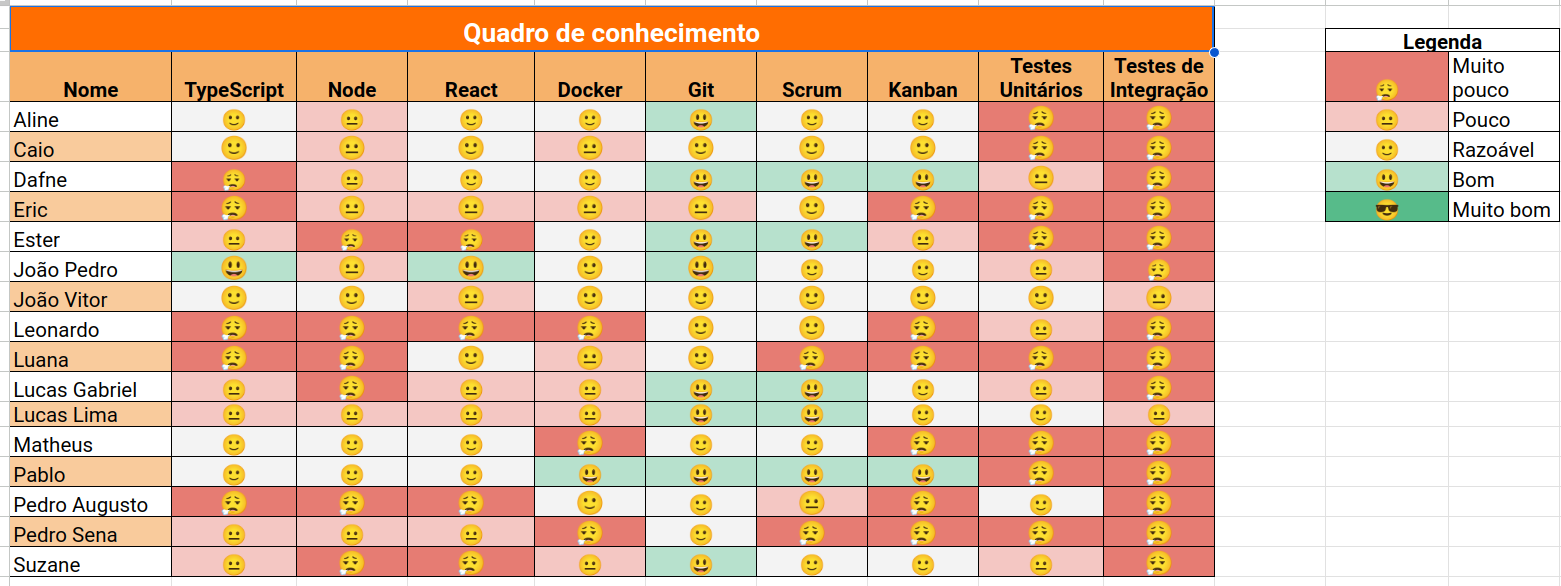 Quadro de conhecimento
Legenda
Nome TypeScript Node React Docker Git Scrum Kanban Testes Unitários Testes de Integração
😮‍💨 Muito pouco
Aline 🙂 😐 🙂 🙂 😃 🙂 🙂 😮‍💨 😮‍💨
😐 Pouco
Caio 🙂 😐 🙂 😐 🙂 🙂 🙂 😮‍💨 😮‍💨
🙂 Razoável
Dafne 😮‍💨 😐 🙂 🙂 😃 😃 😃 😐 😮‍💨
😃 Bom
Eric 😮‍💨 😐 😐 😐 😐 🙂 😮‍💨 😮‍💨 😮‍💨
😎 Muito bom
Ester 😐 😮‍💨 😮‍💨 🙂 😃 😃 😐 😮‍💨 😮‍💨
João Pedro 😃 😐 😃 🙂 😃 🙂 🙂 😐 😮‍💨
João Vitor 🙂 🙂 😐 🙂 🙂 🙂 🙂 🙂 😐
Leonardo 😮‍💨 😮‍💨 😮‍💨 😮‍💨 🙂 🙂 😮‍💨 😐 😮‍💨
Luana 😮‍💨 😮‍💨 🙂 😐 🙂 😮‍💨 😮‍💨 😮‍💨 😮‍💨
Lucas Gabriel 😐 😮‍💨 😐 😐 😃 😃 🙂 😐 😮‍💨
Lucas Lima 😐 😐 😐 😐 😃 😃 🙂 🙂 😐
Matheus 🙂 🙂 🙂 😮‍💨 🙂 🙂 😮‍💨 😮‍💨 😮‍💨
Pablo 🙂 🙂 🙂 😃 😃 😃 😃 😮‍💨 😮‍💨
Pedro Augusto 😮‍💨 😮‍💨 😮‍💨 🙂 🙂 😐 😮‍💨 🙂 😮‍💨
Pedro Sena 😐 😐 😐 😮‍💨 🙂 😮‍💨 😮‍💨 😮‍💨 😮‍💨
Suzane 😐 😮‍💨 😮‍💨 😐 😃 🙂 🙂 😐 😮‍💨